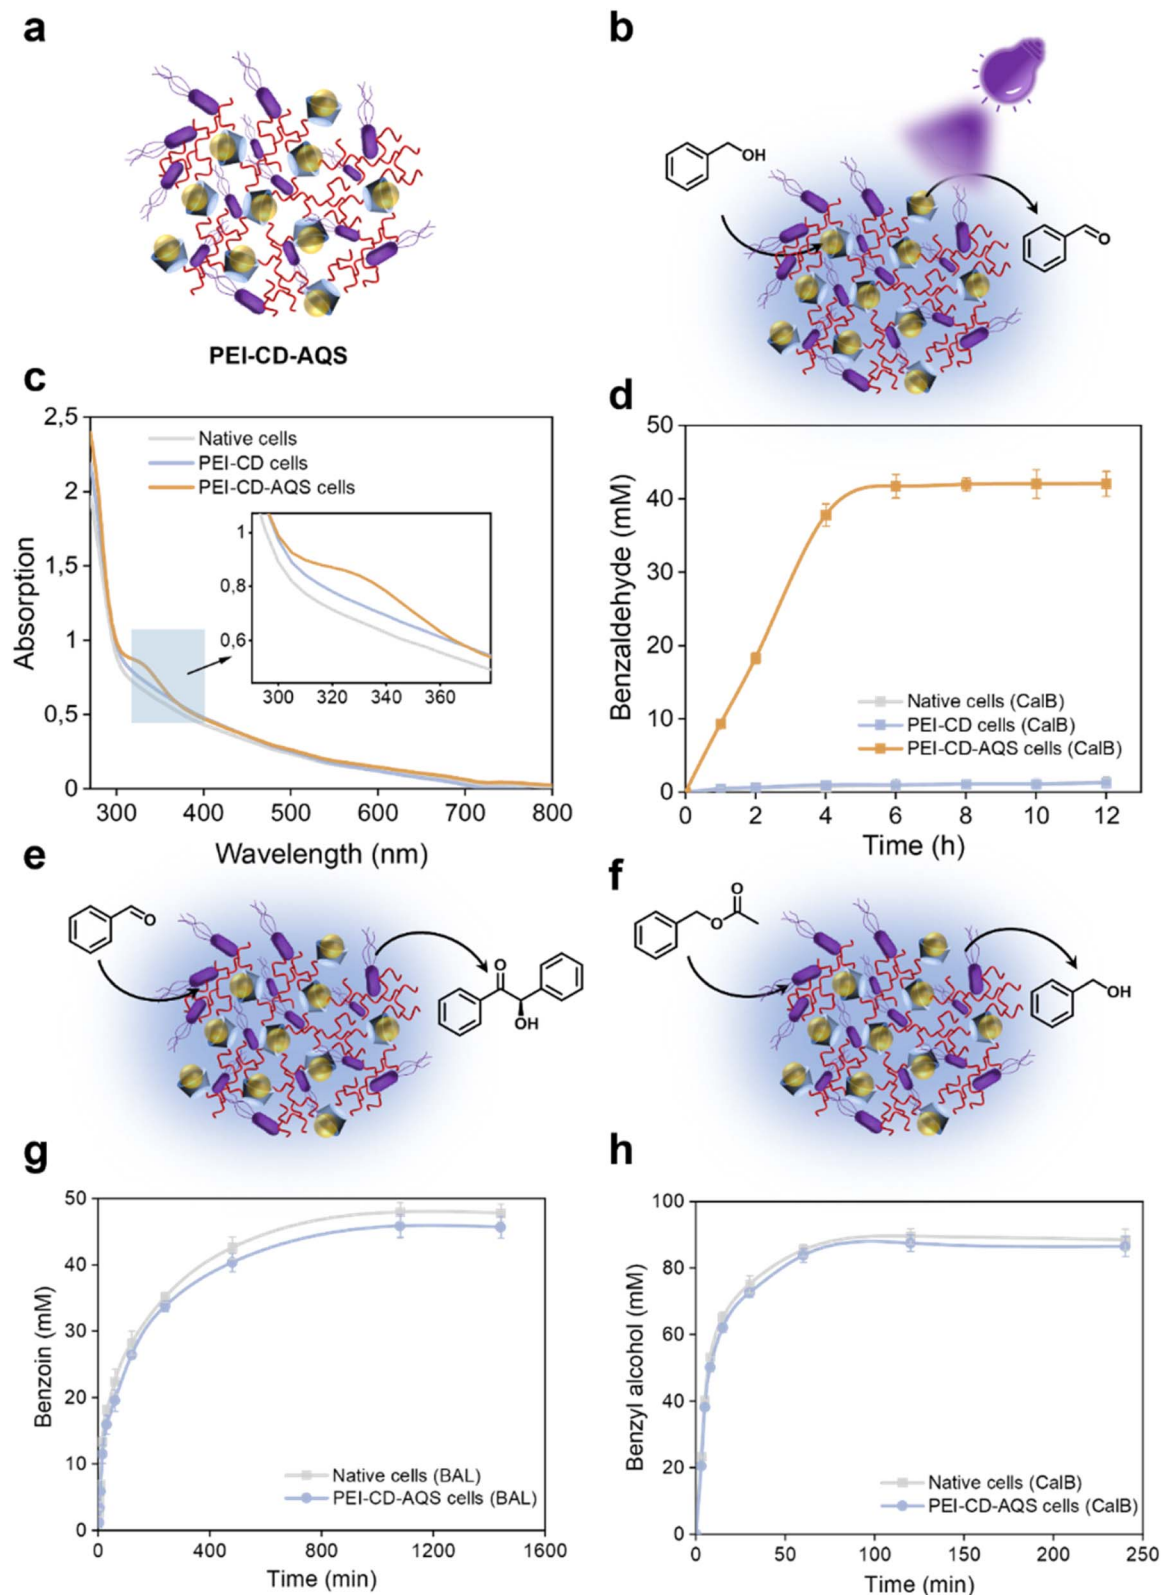 a
PEI-CD-AQS
b
OH
O
c
2,5
2
1,5
1
0,5
0
Absorption
Native cells
PEI-CD cells
PEI-CD-AQS cells
1
0,8
0,6
300 320 340 360
300 400 500 600 700 800
Wavelength (nm)
d
50
40
30
20
10
0
Benzaldehyde (mM)
Native cells (CalB)
PEI-CD cells (CalB)
PEI-CD-AQS cells (CalB)
0 2 4 6 8 10 12
Time (h)
e
O
O
OH
f
O
O
OH
g
50
40
30
20
10
0
Benzoin (mM)
Native cells (BAL)
PEI-CD-AQS cells (BAL)
0 400 800 1200 1600
Time (min)
h
100
80
60
40
20
0
Benzyl alcohol (mM)
Native cells (CalB)
PEI-CD-AQS cells (CalB)
0 50 100 150 200 250
Time (min)